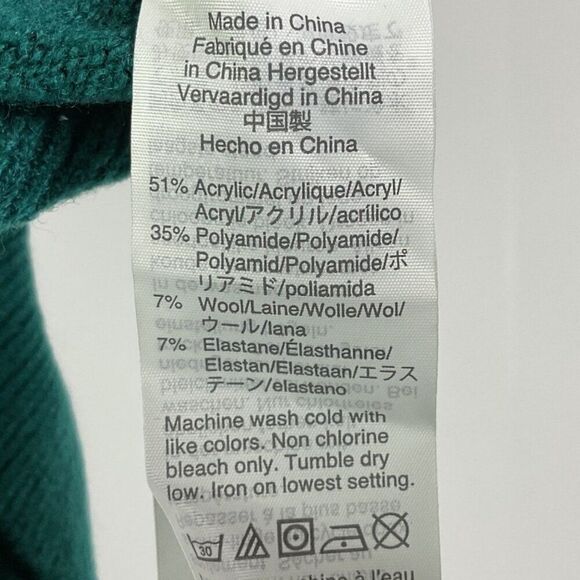 Made in China
Fabriqué en Chine
in China Hergestellt
Vervaardigd in China
中国製
Hecho en China
51% Acrylic/Acrylique/Acryl/
Acryl/アクリル/acrílico
35% Polyamide/Polyamide/
Polyamid/Polyamide/ポ
リアミド/poliamida
7% Wool/Laine/Wolle/Wol/
ウール/lana
7% Elastane/Élasthanne/
Elastan/Elastaan/エラス
テーン/elastano
Machine wash cold with
like colors. Non chlorine
bleach only. Tumble dry
low. Iron on lowest setting.
30
à l'eau